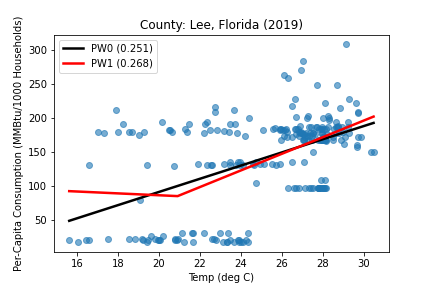 County: Lee, Florida (2019)
PW0 (0.251)
PW1 (0.268)
Per-Capita Consumption (MMBtu/1000 Households)
300
250
200
150
100
50
16 18 20 22 24 26 28 30
Temp (deg C)